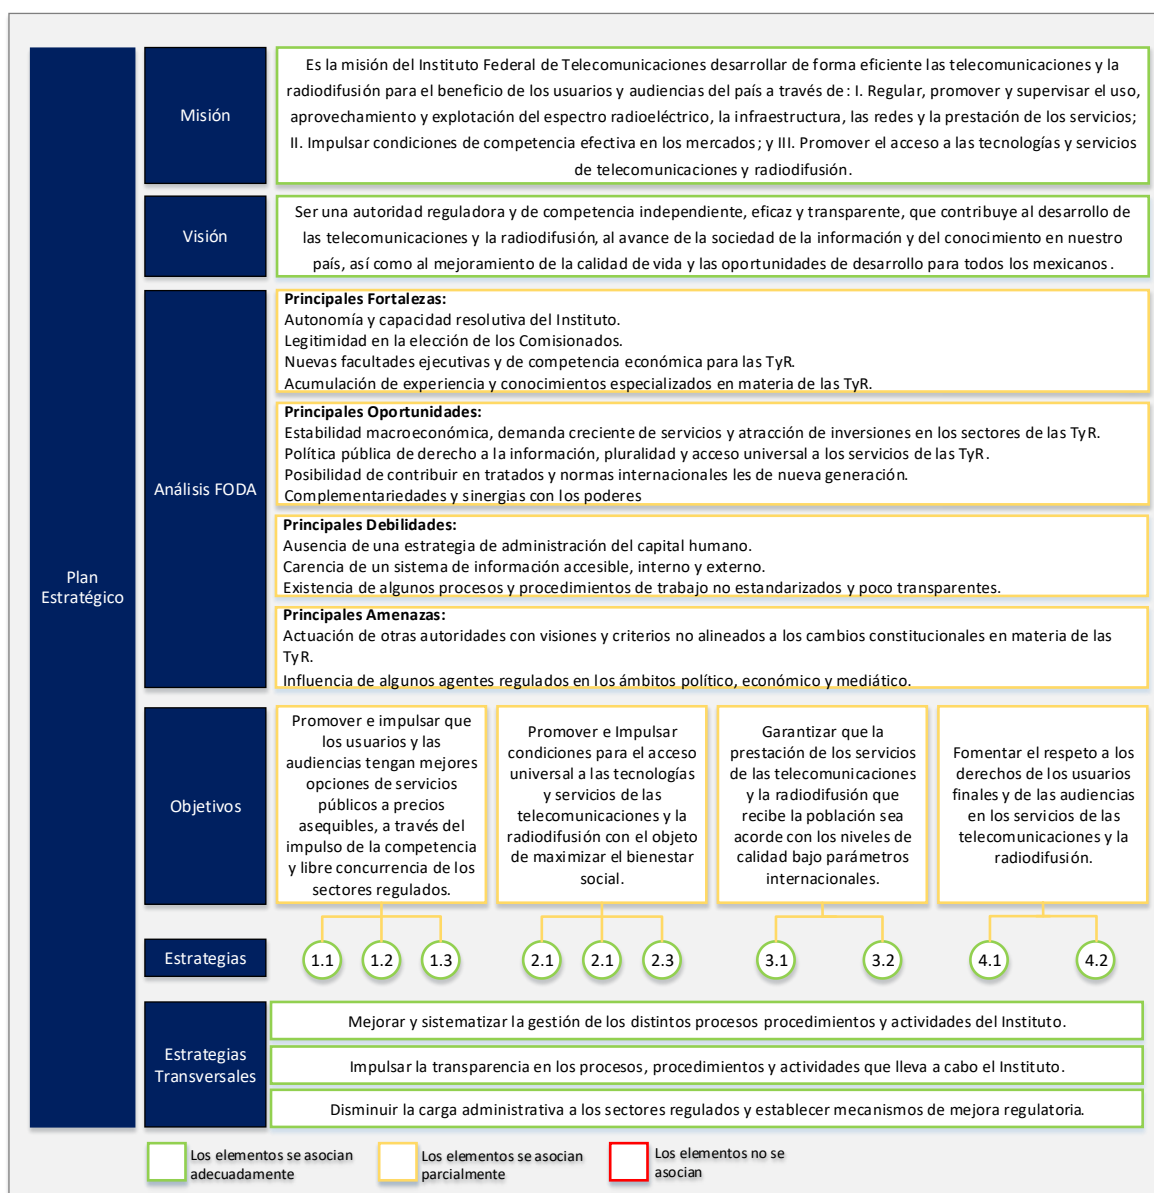 Plan
Estratégico
Misión
Es la misión del Instituto Federal de Telecomunicaciones desarrollar de forma eficiente las telecomunicaciones y la
radiodifusión para el beneficio de los usuarios y audiencias del país a través de: I. Regular, promover y supervisar el uso,
aprovechamiento y explotación del espectro radioeléctrico, la infraestructura, las redes y la prestación de los servicios;
II. Impulsar condiciones de competencia efectiva en los mercados; y III. Promover el acceso a las tecnologías y servicios
de telecomunicaciones y radiodifusión.
Visión
Ser una autoridad reguladora y de competencia independiente, eficaz y transparente, que contribuye al desarrollo de
las telecomunicaciones y la radiodifusión, al avance de la sociedad de la información y del conocimiento en nuestro
país, así como al mejoramiento de la calidad de vida y las oportunidades de desarrollo para todos los mexicanos.
Análisis FODA
Principales Fortalezas:
Autonomía y capacidad resolutiva del Instituto.
Legitimidad en la elección de los Comisionados.
Nuevas facultades ejecutivas y de competencia económica para las TyR.
Acumulación de experiencia y conocimientos especializados en materia de las TyR.
Principales Oportunidades:
Estabilidad macroeconómica, demanda creciente de servicios y atracción de inversiones en los sectores de las TyR.
Política pública de derecho a la información, pluralidad y acceso universal a los servicios de las TyR.
Posibilidad de contribuir en tratados y normas internacionales les de nueva generación.
Complementariedades y sinergias con los poderes
Principales Debilidades:
Ausencia de una estrategia de administración del capital humano.
Carencia de un sistema de información accesible, interno y externo.
Existencia de algunos procesos y procedimientos de trabajo no estandarizados y poco transparentes.
Principales Amenazas:
Actuación de otras autoridades con visiones y criterios no alineados a los cambios constitucionales en materia de las
TyR.
Influencia de algunos agentes regulados en los ámbitos político, económico y mediático.
Objetivos
Promover e impulsar que
los usuarios y las
audiencias tengan mejores
opciones de servicios
públicos a precios
asequibles, a través del
impulso de la competencia
y libre concurrencia de los
sectores regulados.
Promover e Impulsar
condiciones para el acceso
universal a las tecnologías
y servicios de las
telecomunicaciones y la
radiodifusión con el objeto
de maximizar el bienestar
social.
Garantizar que la
prestación de los servicios
de las telecomunicaciones
y la radiodifusión que
recibe la población sea
acorde con los niveles de
calidad bajo parámetros
internacionales.
Fomentar el respeto a los
derechos de los usuarios
finales y de las audiencias
en los servicios de las
telecomunicaciones y la
radiodifusión.
Estrategias
1.1
1.2
1.3
2.1
2.1
2.3
3.1
3.2
4.1
4.2
Estrategias
Transversales
Mejorar y sistematizar la gestión de los distintos procesos procedimientos y actividades del Instituto.
Impulsar la transparencia en los procesos, procedimientos y actividades que lleva a cabo el Instituto.
Disminuir la carga administrativa a los sectores regulados y establecer mecanismos de mejora regulatoria.
Los elementos se asocian
adecuadamente
Los elementos se asocian
parcialmente
Los elementos no se
asocian